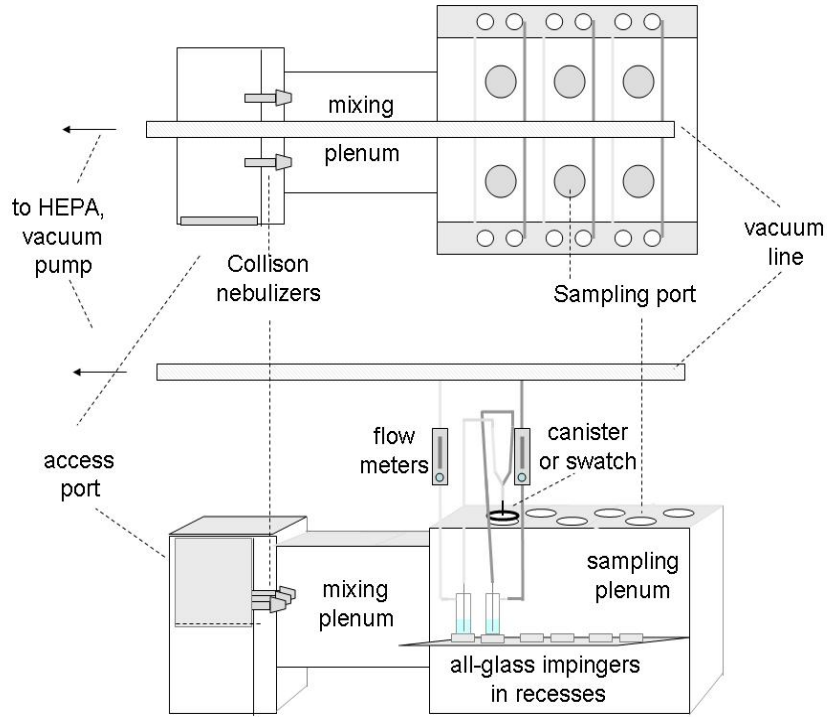 mixing
plenum
to HEPA,
vacuum
pump
Collison
nebulizers
Sampling port
vacuum
line
flow
meters
canister
or swatch
access
port
mixing
plenum
sampling
plenum
all-glass impingers
in recesses